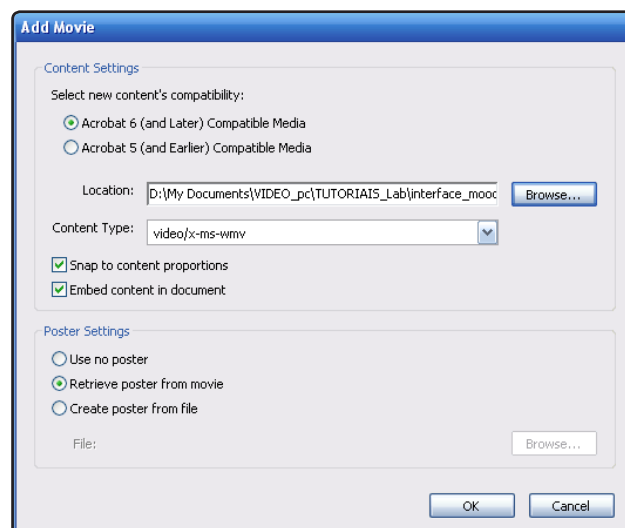 Add Movie
Content Settings
Select new content's compatibility:
Acrobat 6 (and Later) Compatible Media
Acrobat 5 (and Earlier) Compatible Media
Location: D:\My Documents\VIDEO_pc\TUTORIAIS_Lab\interface_mooc Browse...
Content Type: video/x-ms-wmv
Snap to content proportions
Embed content in document
Poster Settings
Use no poster
Retrieve poster from movie
Create poster from file
File: Browse...
OK Cancel